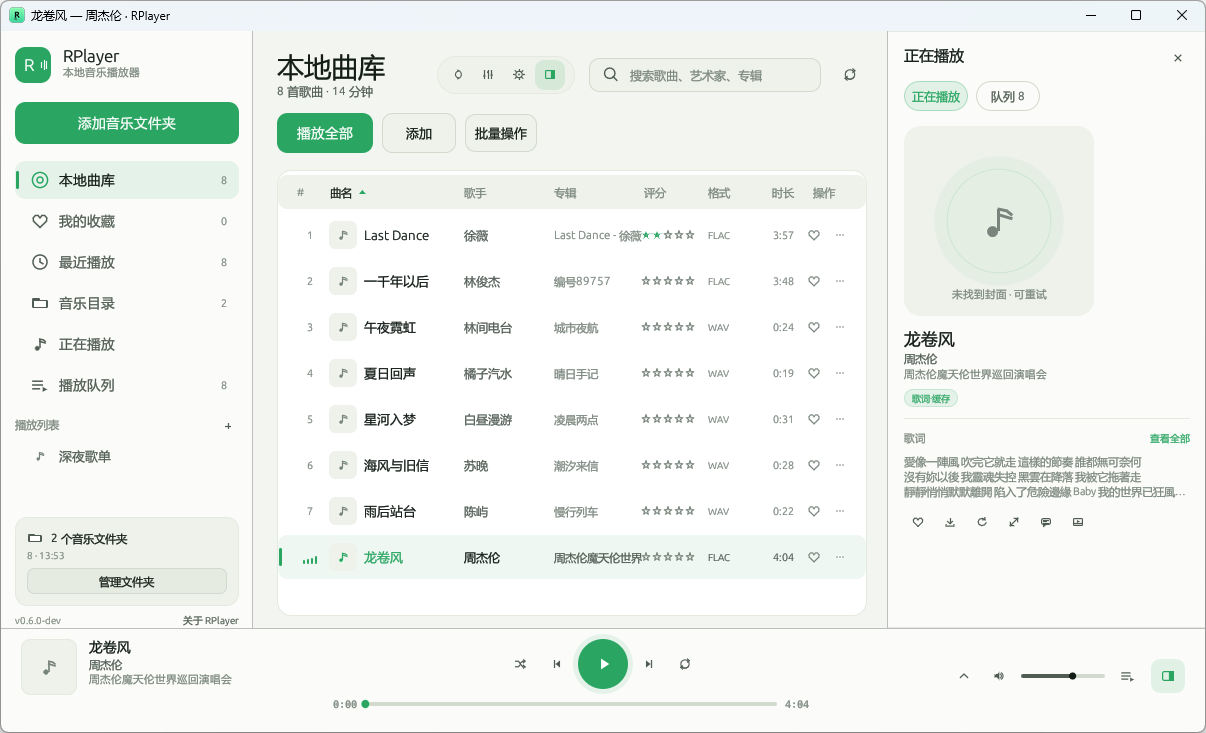 R 龙卷风 — 周杰伦 · RPlayer
R
RPlayer
本地音乐播放器
添加音乐文件夹
本地曲库 8
我的收藏 0
最近播放 8
音乐目录 2
正在播放
播放队列 8
播放列表 +
深夜歌单
2 个音乐文件夹
8 · 13:53
管理文件夹
v0.6.0-dev 关于 RPlayer
本地曲库
8 首歌曲 · 14 分钟
搜索歌曲、艺术家、专辑
播放全部 添加 批量操作
# 曲名 歌手 专辑 评分 格式 时长 操作
1 Last Dance 徐薇 Last Dance - 徐薇 ★★☆☆☆ FLAC 3:57 ···
2 一千年以后 林俊杰 编号89757 ☆☆☆☆☆ FLAC 3:48 ···
3 午夜霓虹 林间电台 城市夜航 ☆☆☆☆☆ WAV 0:24 ···
4 夏日回声 橘子汽水 晴日手记 ☆☆☆☆☆ WAV 0:19 ···
5 星河入梦 白昼漫游 凌晨两点 ☆☆☆☆☆ WAV 0:31 ···
6 海风与旧信 苏晚 潮汐来信 ☆☆☆☆☆ WAV 0:28 ···
7 雨后站台 陈屿 慢行列车 ☆☆☆☆☆ WAV 0:22 ···
龙卷风 周杰伦 周杰伦魔天伦世界 ☆☆☆☆☆ FLAC 4:04 ···
正在播放
正在播放 队列 8
未找到封面 · 可重试
龙卷风
周杰伦
周杰伦魔天伦世界巡回演唱会
歌词·缓存
歌词 查看全部
愛像一陣風 吹完它就走 這樣的節奏 誰都無可奈何
沒有妳以後 我靈魂失控 黑雲在降落 我被它拖著走
靜靜悄悄默默離開 陷入了危險邊緣 Baby 我的世界已狂風…
龙卷风
周杰伦
周杰伦魔天伦世界巡回演唱会
0:00 4:04